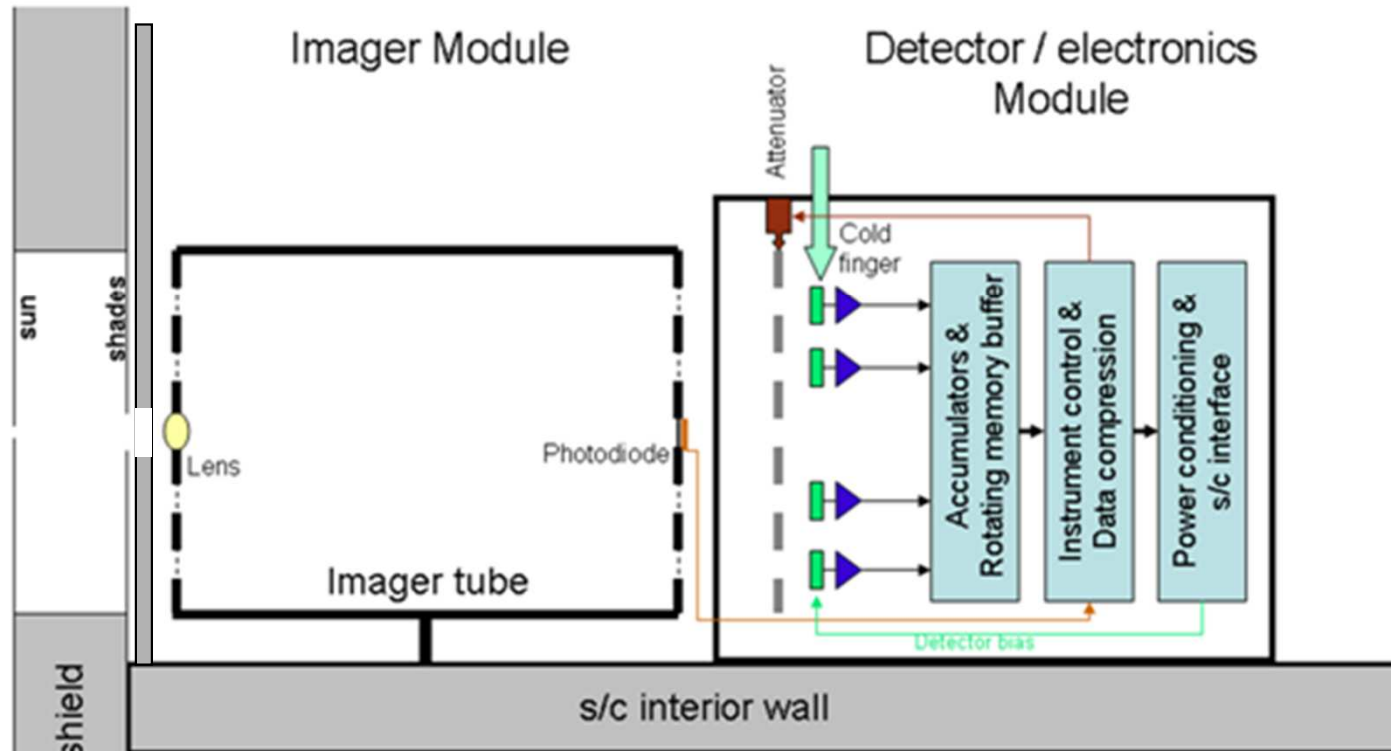 Imager Module
Detector / electronics
Module
Attenuator
Cold
finger
sun
shades
Lens
Photodiode
Imager tube
Accumulators &
Rotating memory buffer
Instrument control &
Data compression
Power conditioning &
s/c interface
Detector bias
shield
s/c interior wall